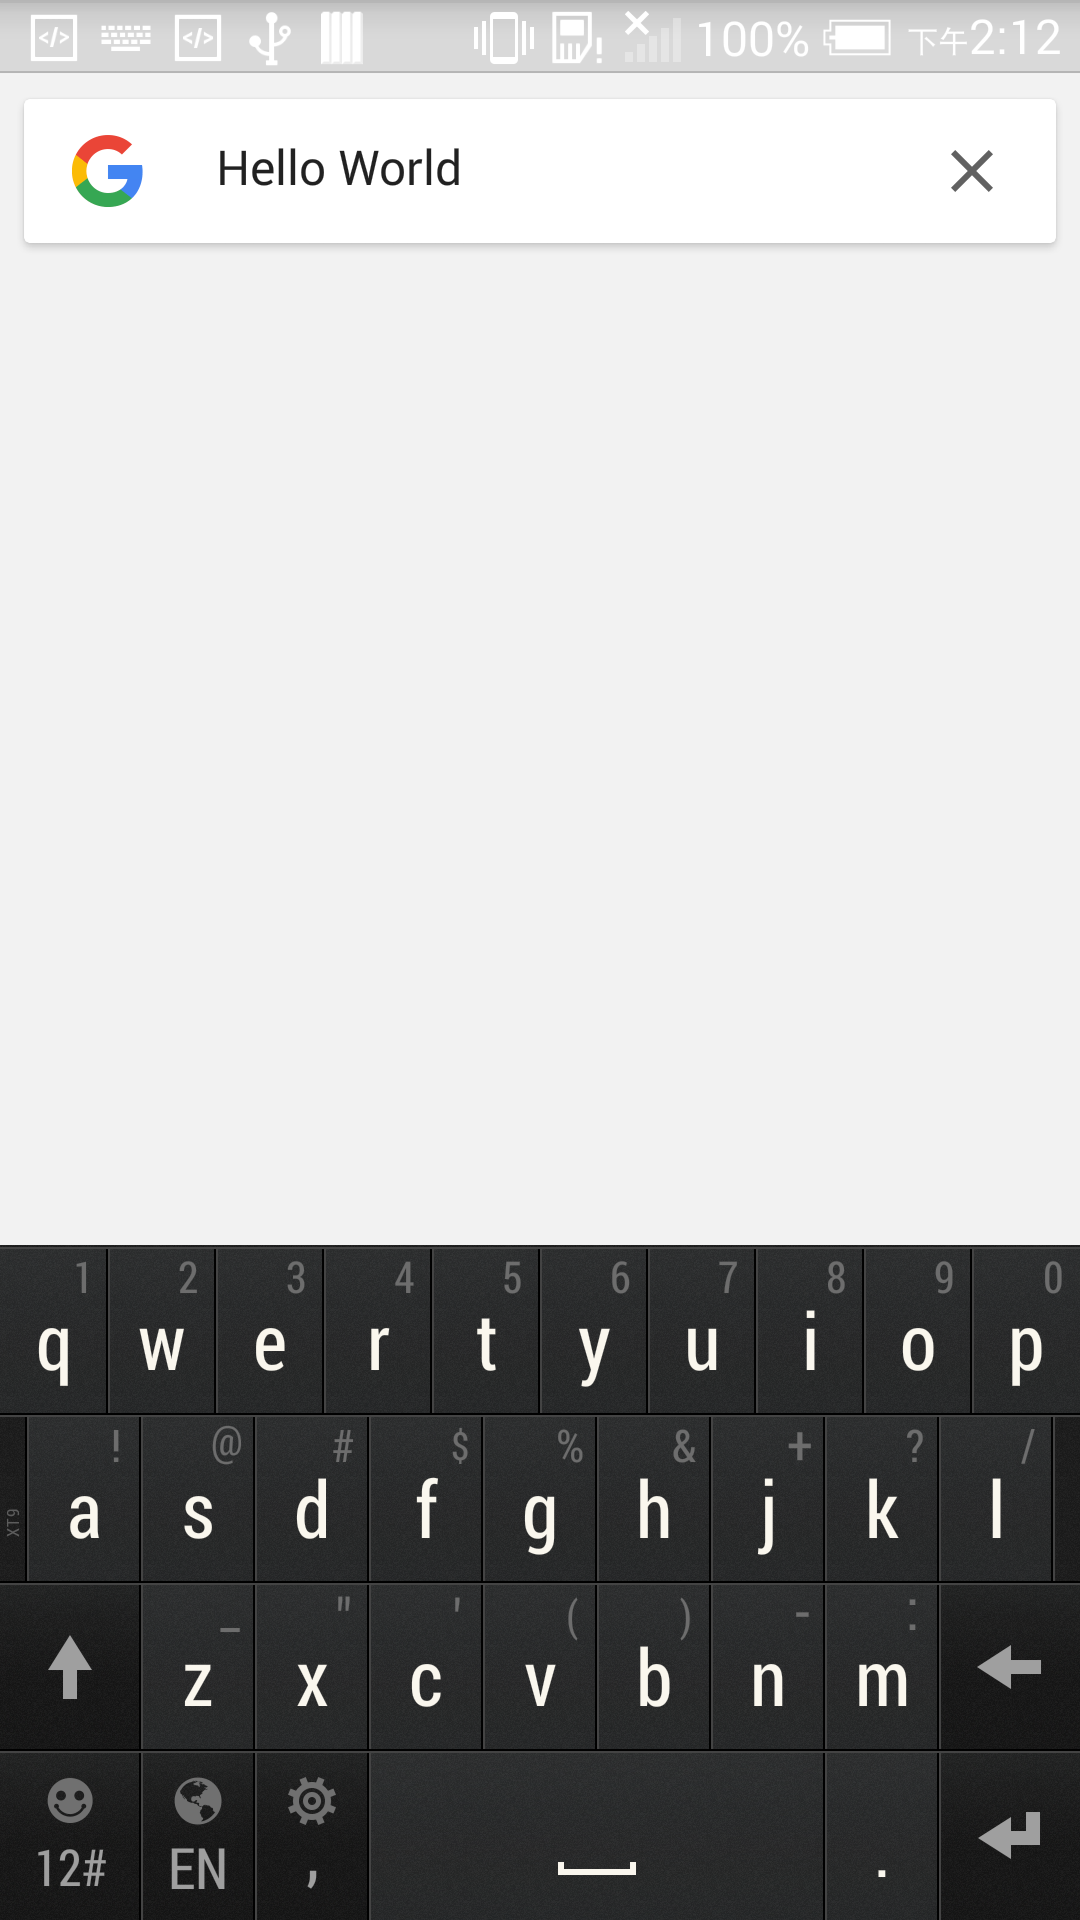 100% 下午2:12
Hello World
1 2 3 4 5 6 7 8 9 0
q w e r t y u i o p
! @ # $ % & + ? /
XT9 a s d f g h j k l
_ " ' ( ) - :
z x c v b n m
12# EN , .